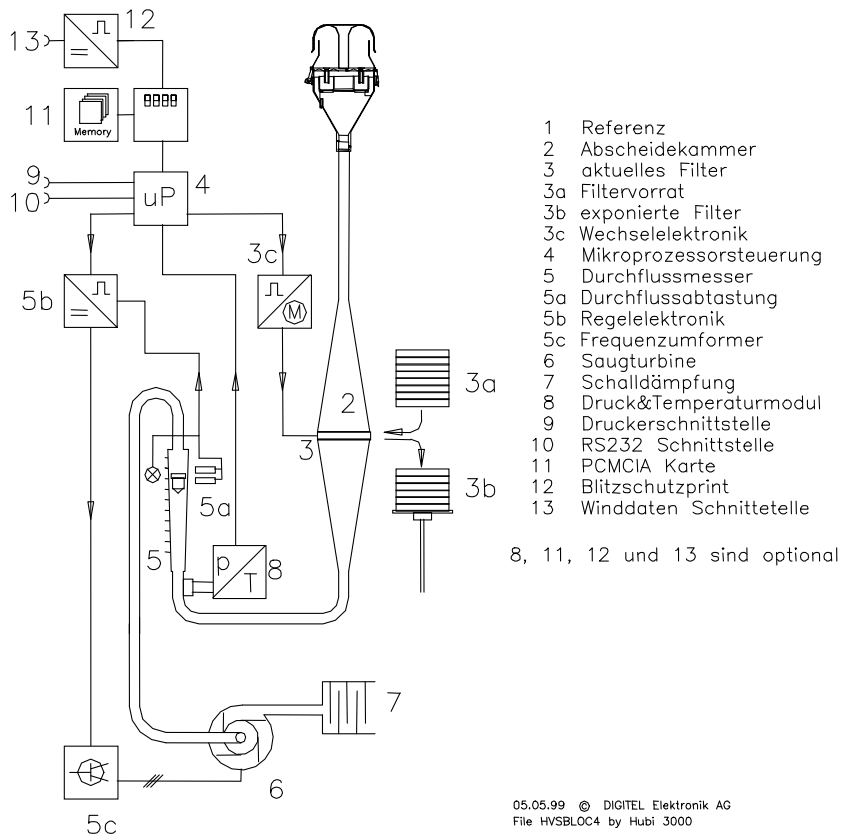 12
13
11
Memory
9
10
uP
4
3c
M
5b
2
3a
3
3b
5a
5
p
T
8
7
6
5c
1 Referenz
2 Abscheidekammer
3 aktuelles Filter
3a Filtervorrat
3b exponierte Filter
3c Wechselelektronik
4 Mikroprozessorsteuerung
5 Durchflussmesser
5a Durchflussabtastung
5b Regelelektronik
5c Frequenzumformer
6 Saugturbine
7 Schalldämpfung
8 Druck&Temperaturmodul
9 Druckerschnittstelle
10 RS232 Schnittstelle
11 PCMCIA Karte
12 Blitzschutzprint
13 Winddaten Schnittetelle
8, 11, 12 und 13 sind optional
05.05.99 © DIGITEL Elektronik AG
File HVSBLOC4 by Hubi 3000